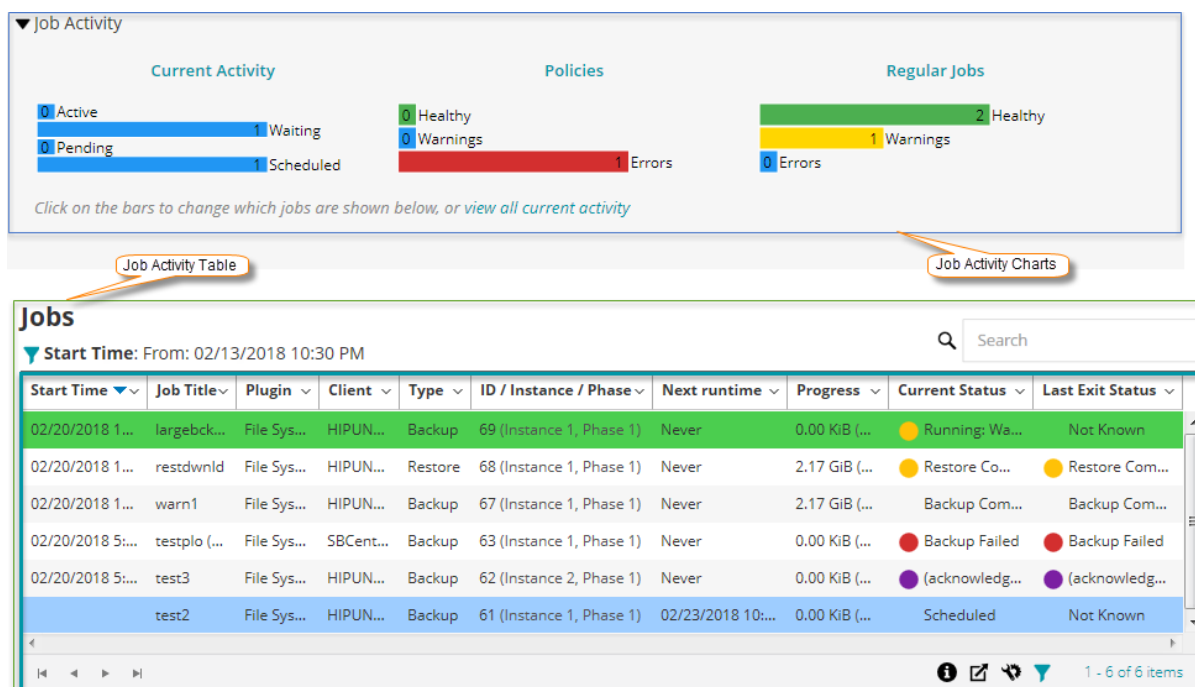 Job Activity
Current Activity
0 Active
1 Waiting
0 Pending
1 Scheduled
Policies
0 Healthy
0 Warnings
1 Errors
Regular Jobs
2 Healthy
1 Warnings
0 Errors
Click on the bars to change which jobs are shown below, or view all current activity
Job Activity Table
Job Activity Charts
Jobs
Search
Start Time: From: 02/13/2018 10:30 PM
Start Time Job Title Plugin Client Type ID / Instance / Phase Next runtime Progress Current Status Last Exit Status
02/20/2018 1... largebck... File Sys... HIPUN... Backup 69 (Instance 1, Phase 1) Never 0.00 KiB (... Running: Wa... Not Known
02/20/2018 1... restdwnld File Sys... HIPUN... Restore 68 (Instance 1, Phase 1) Never 2.17 GiB (... Restore Co... Restore Com...
02/20/2018 1... warn1 File Sys... HIPUN... Backup 67 (Instance 1, Phase 1) Never 2.17 GiB (... Backup Com... Backup Com...
02/20/2018 5:... testplo (... File Sys... SBCent... Backup 63 (Instance 1, Phase 1) Never 0.00 KiB (... Backup Failed Backup Failed
02/20/2018 5:... test3 File Sys... HIPUN... Backup 62 (Instance 2, Phase 1) Never 0.00 KiB (... (acknowledg... (acknowledg...
test2 File Sys... HIPUN... Backup 61 (Instance 1, Phase 1) 02/23/2018 10:... 0.00 KiB (... Scheduled Not Known
1 - 6 of 6 items